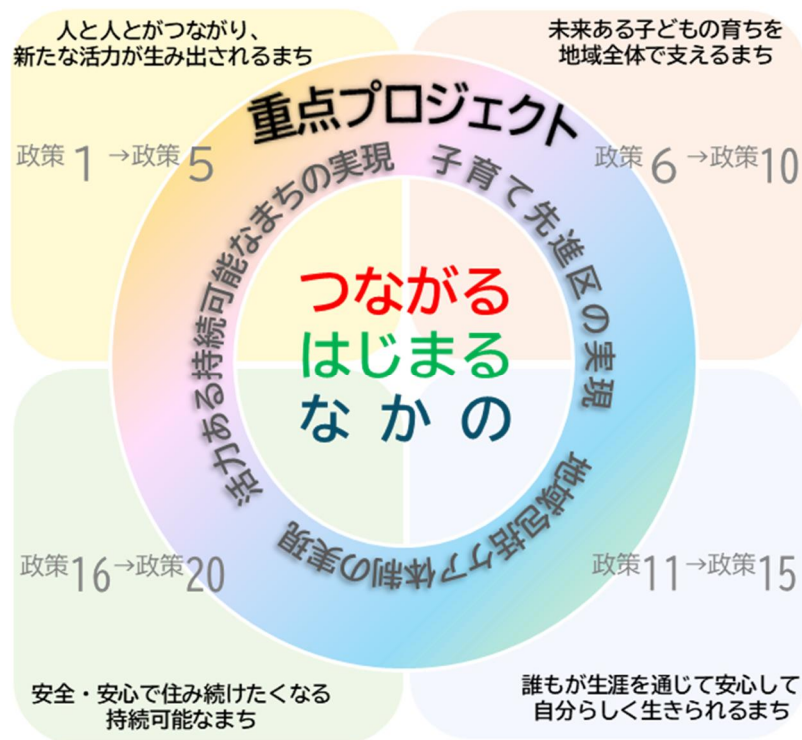 人と人とがつながり、
新たな活力が生み出されるまち
未来ある子どもの育ちを
地域全体で支えるまち
重点プロジェクト
政策1→政策5
政策6→政策10
活力ある持続可能なまちの実現
子育て先進区の実現
つながる
はじまる
なかの
地域包括ケア体制の実現
政策16→政策20
政策11→政策15
安全・安心で住み続けたくなる
持続可能なまち
誰もが生涯を通じて安心して
自分らしく生きられるまち